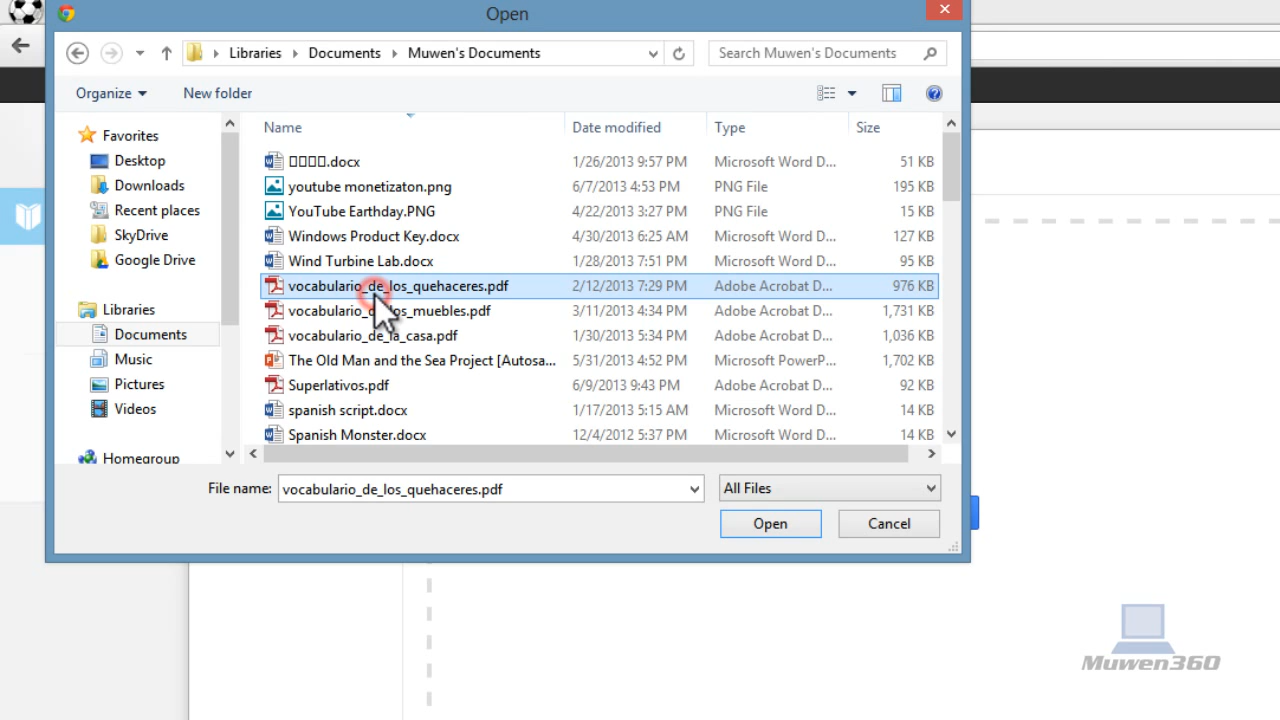 Open
Libraries Documents Muwen's Documents Search Muwen's Documents
Organize New folder
Name Date modified Type Size
Favorites
Desktop
Downloads
Recent places
SkyDrive
Google Drive
Libraries
Documents
Music
Pictures
Videos
Homegroup
□□□□.docx 1/26/2013 9:57 PM Microsoft Word D... 51 KB
youtube monetizaton.png 6/7/2013 4:53 PM PNG File 195 KB
YouTube Earthday.PNG 4/22/2013 3:27 PM PNG File 15 KB
Windows Product Key.docx 4/30/2013 6:25 AM Microsoft Word D... 127 KB
Wind Turbine Lab.docx 1/28/2013 7:51 PM Microsoft Word D... 95 KB
vocabulario_de_los_quehaceres.pdf 2/12/2013 7:29 PM Adobe Acrobat D... 976 KB
vocabulario_de_los_muebles.pdf 3/11/2013 4:34 PM Adobe Acrobat D... 1,731 KB
vocabulario_de_la_casa.pdf 1/30/2013 5:34 PM Adobe Acrobat D... 1,036 KB
The Old Man and the Sea Project [Autosa... 5/31/2013 4:52 PM Microsoft PowerP... 1,702 KB
Superlativos.pdf 6/9/2013 9:43 PM Adobe Acrobat D... 92 KB
spanish script.docx 1/17/2013 5:15 AM Microsoft Word D... 14 KB
Spanish Monster.docx 12/4/2012 5:37 PM Microsoft Word D... 14 KB
File name: vocabulario_de_los_quehaceres.pdf All Files
Open Cancel
Muwen360